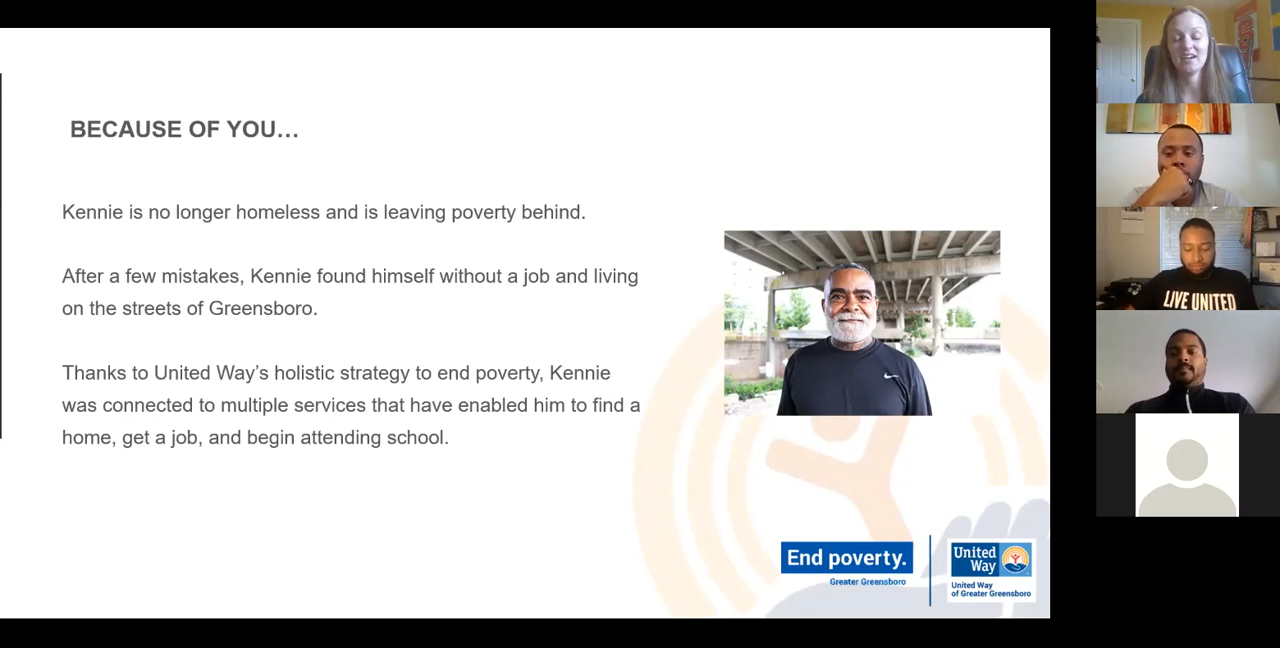 BECAUSE OF YOU…
Kennie is no longer homeless and is leaving poverty behind.
After a few mistakes, Kennie found himself without a job and living
on the streets of Greensboro.
Thanks to United Way’s holistic strategy to end poverty, Kennie
was connected to multiple services that have enabled him to find a
home, get a job, and begin attending school.
End poverty.
Greater Greensboro
United
Way
United Way
of Greater Greensboro
LIVE UNITED